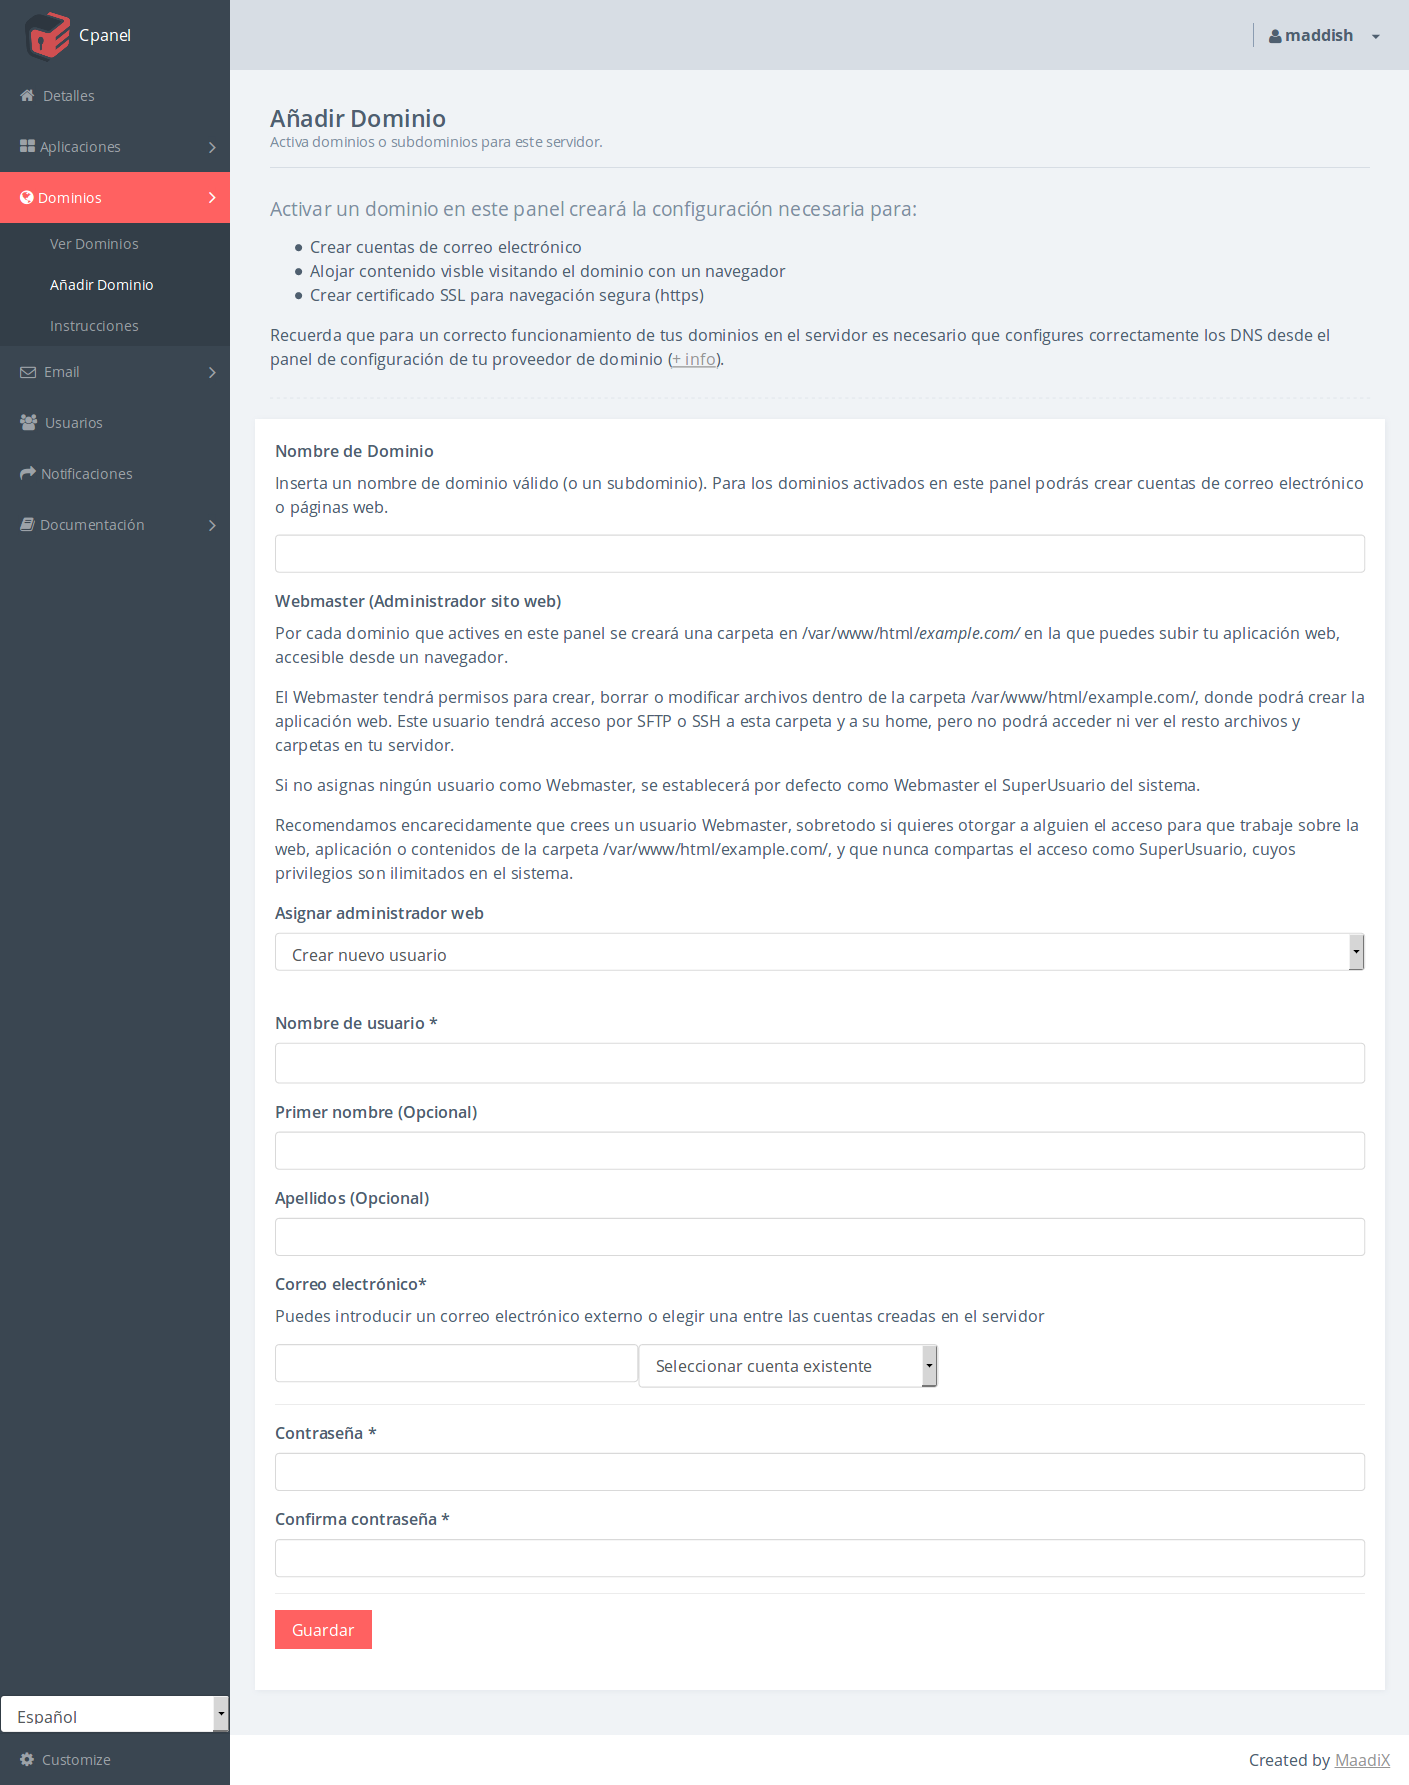 Cpanel
maddish
Detalles
Aplicaciones
Dominios
Ver Dominios
Añadir Dominio
Instrucciones
Email
Usuarios
Notificaciones
Documentación
Español
Customize
Añadir Dominio
Activa dominios o subdominios para este servidor.
Activar un dominio en este panel creará la configuración necesaria para:
Crear cuentas de correo electrónico
Alojar contenido visble visitando el dominio con un navegador
Crear certificado SSL para navegación segura (https)
Recuerda que para un correcto funcionamiento de tus dominios en el servidor es necesario que configures correctamente los DNS desde el
panel de configuración de tu proveedor de dominio (+ info).
Nombre de Dominio
Inserta un nombre de dominio válido (o un subdominio). Para los dominios activados en este panel podrás crear cuentas de correo electrónico
o páginas web.
Webmaster (Administrador sito web)
Por cada dominio que actives en este panel se creará una carpeta en /var/www/html/example.com/ en la que puedes subir tu aplicación web,
accesible desde un navegador.
El Webmaster tendrá permisos para crear, borrar o modificar archivos dentro de la carpeta /var/www/html/example.com/, donde podrá crear la
aplicación web. Este usuario tendrá acceso por SFTP o SSH a esta carpeta y a su home, pero no podrá acceder ni ver el resto archivos y
carpetas en tu servidor.
Si no asignas ningún usuario como Webmaster, se establecerá por defecto como Webmaster el SuperUsuario del sistema.
Recomendamos encarecidamente que crees un usuario Webmaster, sobretodo si quieres otorgar a alguien el acceso para que trabaje sobre la
web, aplicación o contenidos de la carpeta /var/www/html/example.com/, y que nunca compartas el acceso como SuperUsuario, cuyos
privilegios son ilimitados en el sistema.
Asignar administrador web
Crear nuevo usuario
Nombre de usuario *
Primer nombre (Opcional)
Apellidos (Opcional)
Correo electrónico*
Puedes introducir un correo electrónico externo o elegir una entre las cuentas creadas en el servidor
Seleccionar cuenta existente
Contraseña *
Confirma contraseña *
Guardar
Created by MaadiX